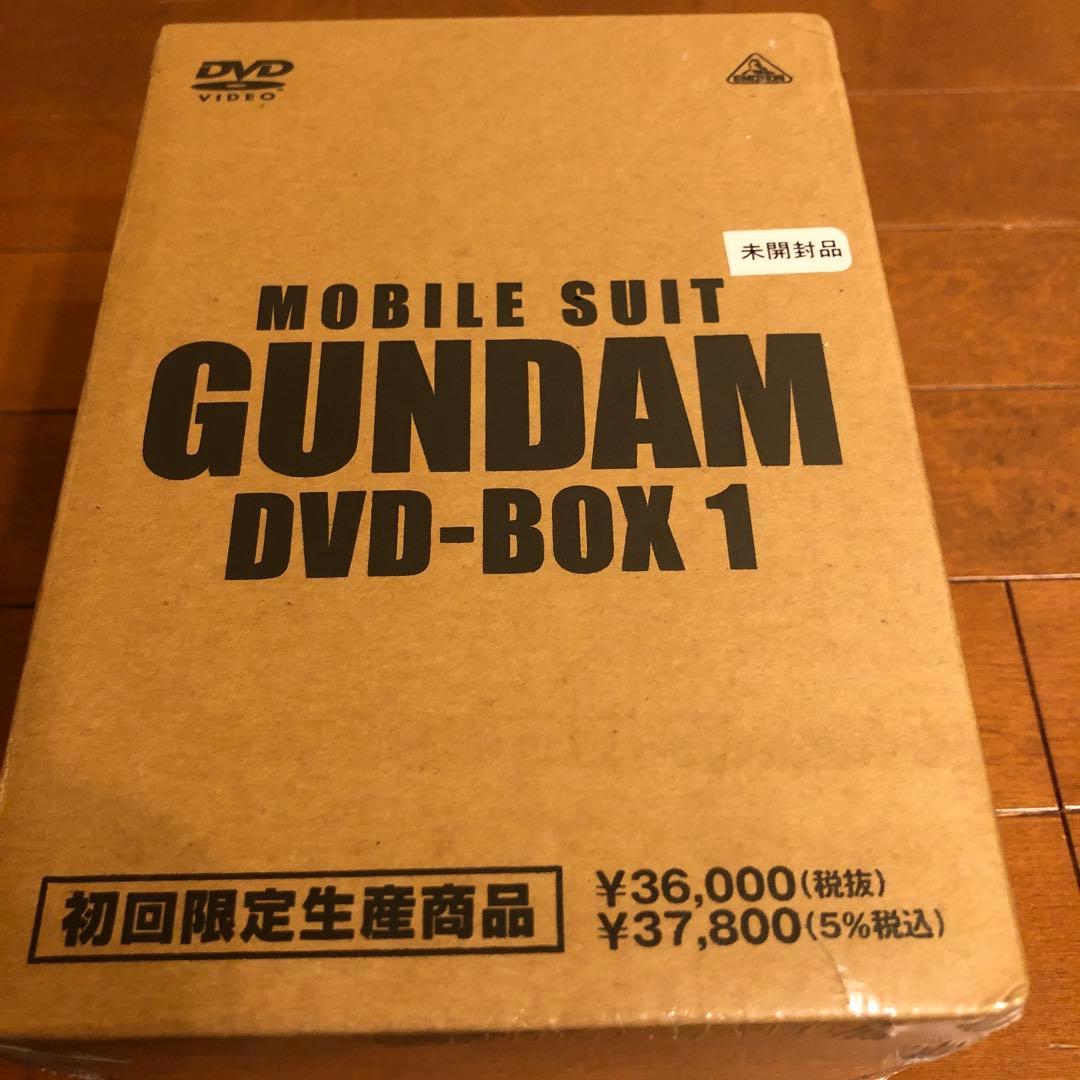 DVD
VIDEO
EMOTION
未開封品
MOBILE SUIT
GUNDAM
DVD-BOX 1
初回限定生産商品
¥36,000(税抜)
¥37,800(5%税込)